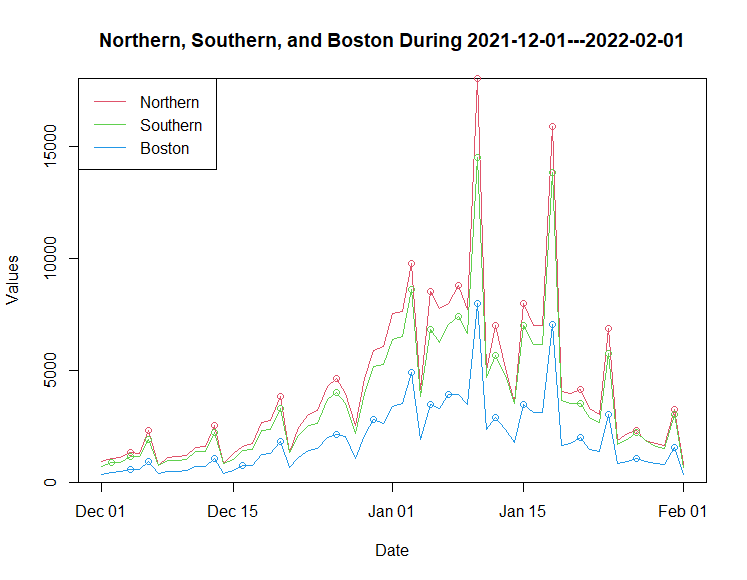 Northern, Southern, and Boston During 2021-12-01---2022-02-01
Northern
Southern
Boston
Values
15000
10000
5000
0
Dec 01
Dec 15
Jan 01
Jan 15
Feb 01
Date